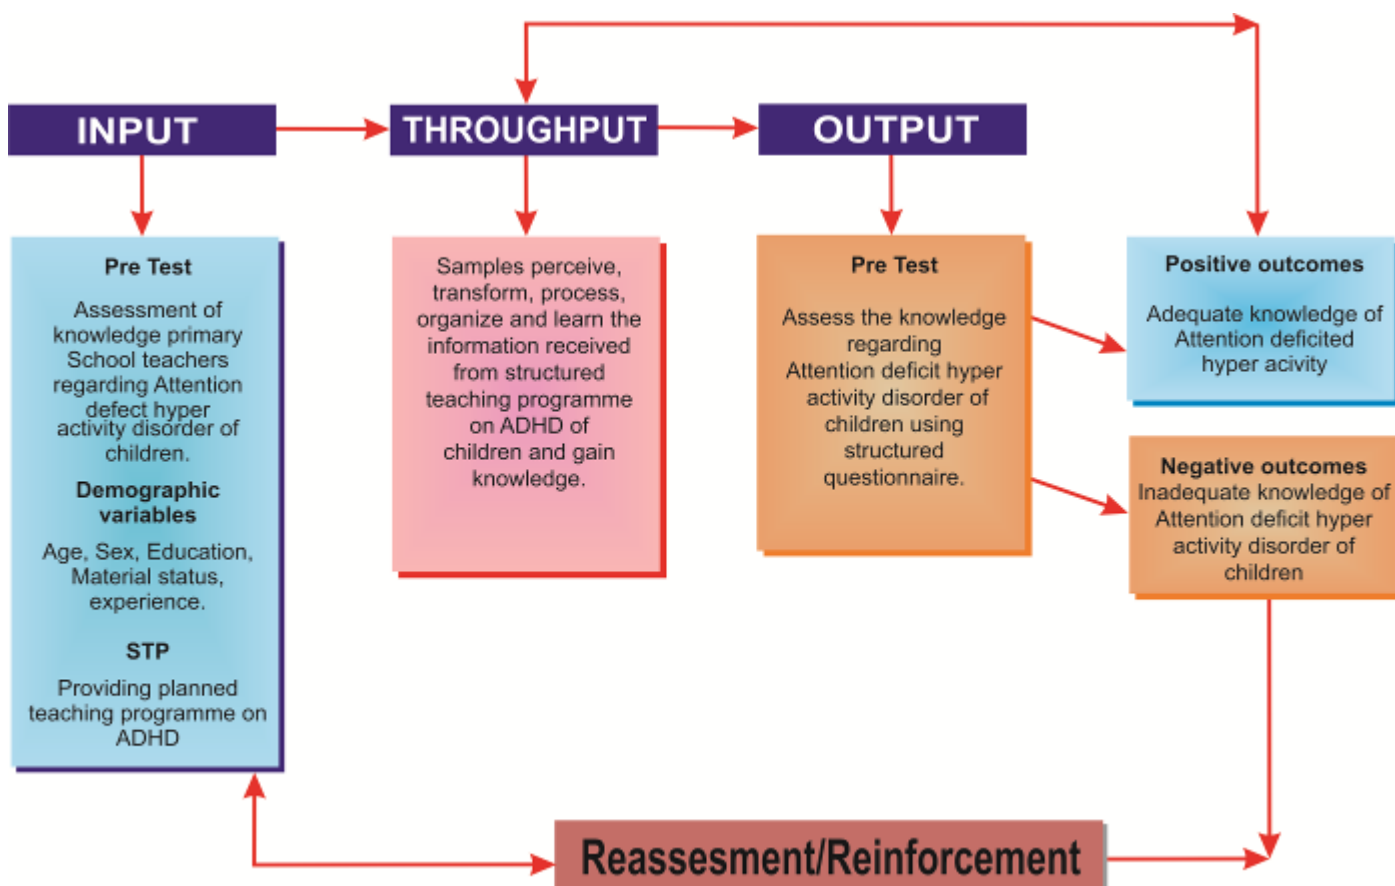 INPUT
THROUGHPUT
OUTPUT
Pre Test
Assessment of
knowledge primary
School teachers
regarding Attention
defect hyper
activity disorder of
children.
Demographic
variables
Age, Sex, Education,
Material status,
experience.
STP
Providing planned
teaching programme on
ADHD
Samples perceive,
transform, process,
organize and learn the
information received
from structured
teaching programme
on ADHD of
children and gain
knowledge.
Pre Test
Assess the knowledge
regarding
Attention deficit hyper
activity disorder of
children using
structured
questionnaire.
Positive outcomes
Adequate knowledge of
Attention deficited
hyper acivity
Negative outcomes
Inadequate knowledge of
Attention deficit hyper
activity disorder of
children
Reassesment/Reinforcement